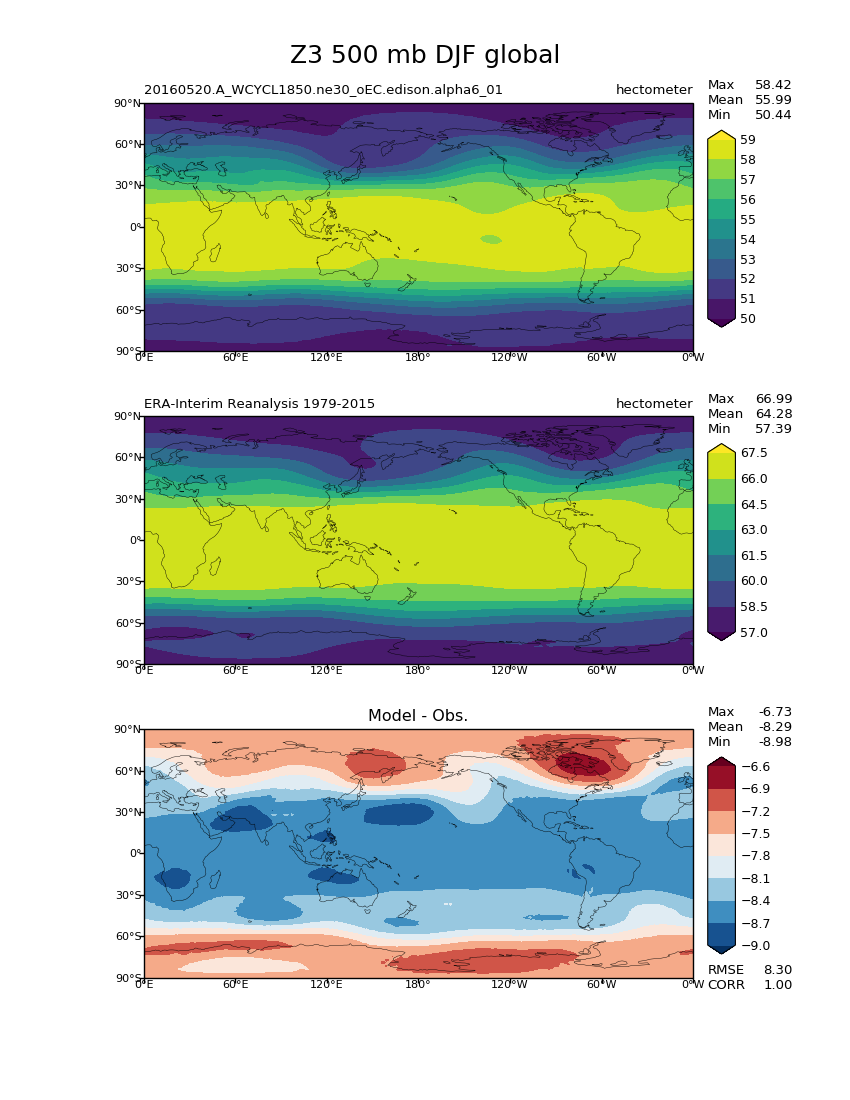 Z3 500 mb DJF global
20160520.A_WCYCL1850.ne30_oEC.edison.alpha6_01 hectometer
Max 58.42
Mean 55.99
Min 50.44
90°N
60°N
30°N
0°
30°S
60°S
90°S
0°E 60°E 120°E 180° 120°W 60°W 0°W
59
58
57
56
55
54
53
52
51
50
ERA-Interim Reanalysis 1979-2015 hectometer
Max 66.99
Mean 64.28
Min 57.39
90°N
60°N
30°N
0°
30°S
60°S
90°S
0°E 60°E 120°E 180° 120°W 60°W 0°W
67.5
66.0
64.5
63.0
61.5
60.0
58.5
57.0
Model - Obs.
Max -6.73
Mean -8.29
Min -8.98
90°N
60°N
30°N
0°
30°S
60°S
90°S
0°E 60°E 120°E 180° 120°W 60°W 0°W
−6.6
−6.9
−7.2
−7.5
−7.8
−8.1
−8.4
−8.7
−9.0
RMSE 8.30
CORR 1.00